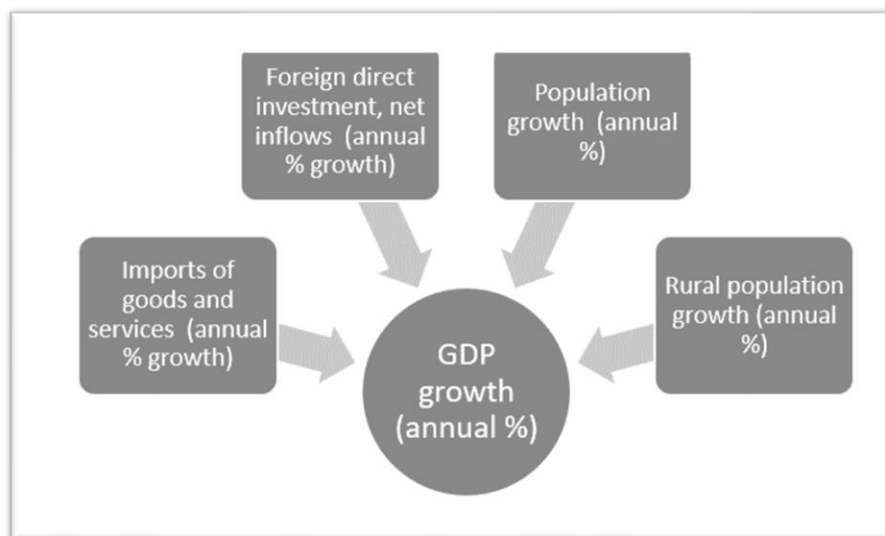 Foreign direct
investment, net
inflows (annual
% growth)
Population
growth (annual
%)
Imports of
goods and
services (annual
% growth)
Rural population
growth (annual
%)
GDP
growth
(annual %)